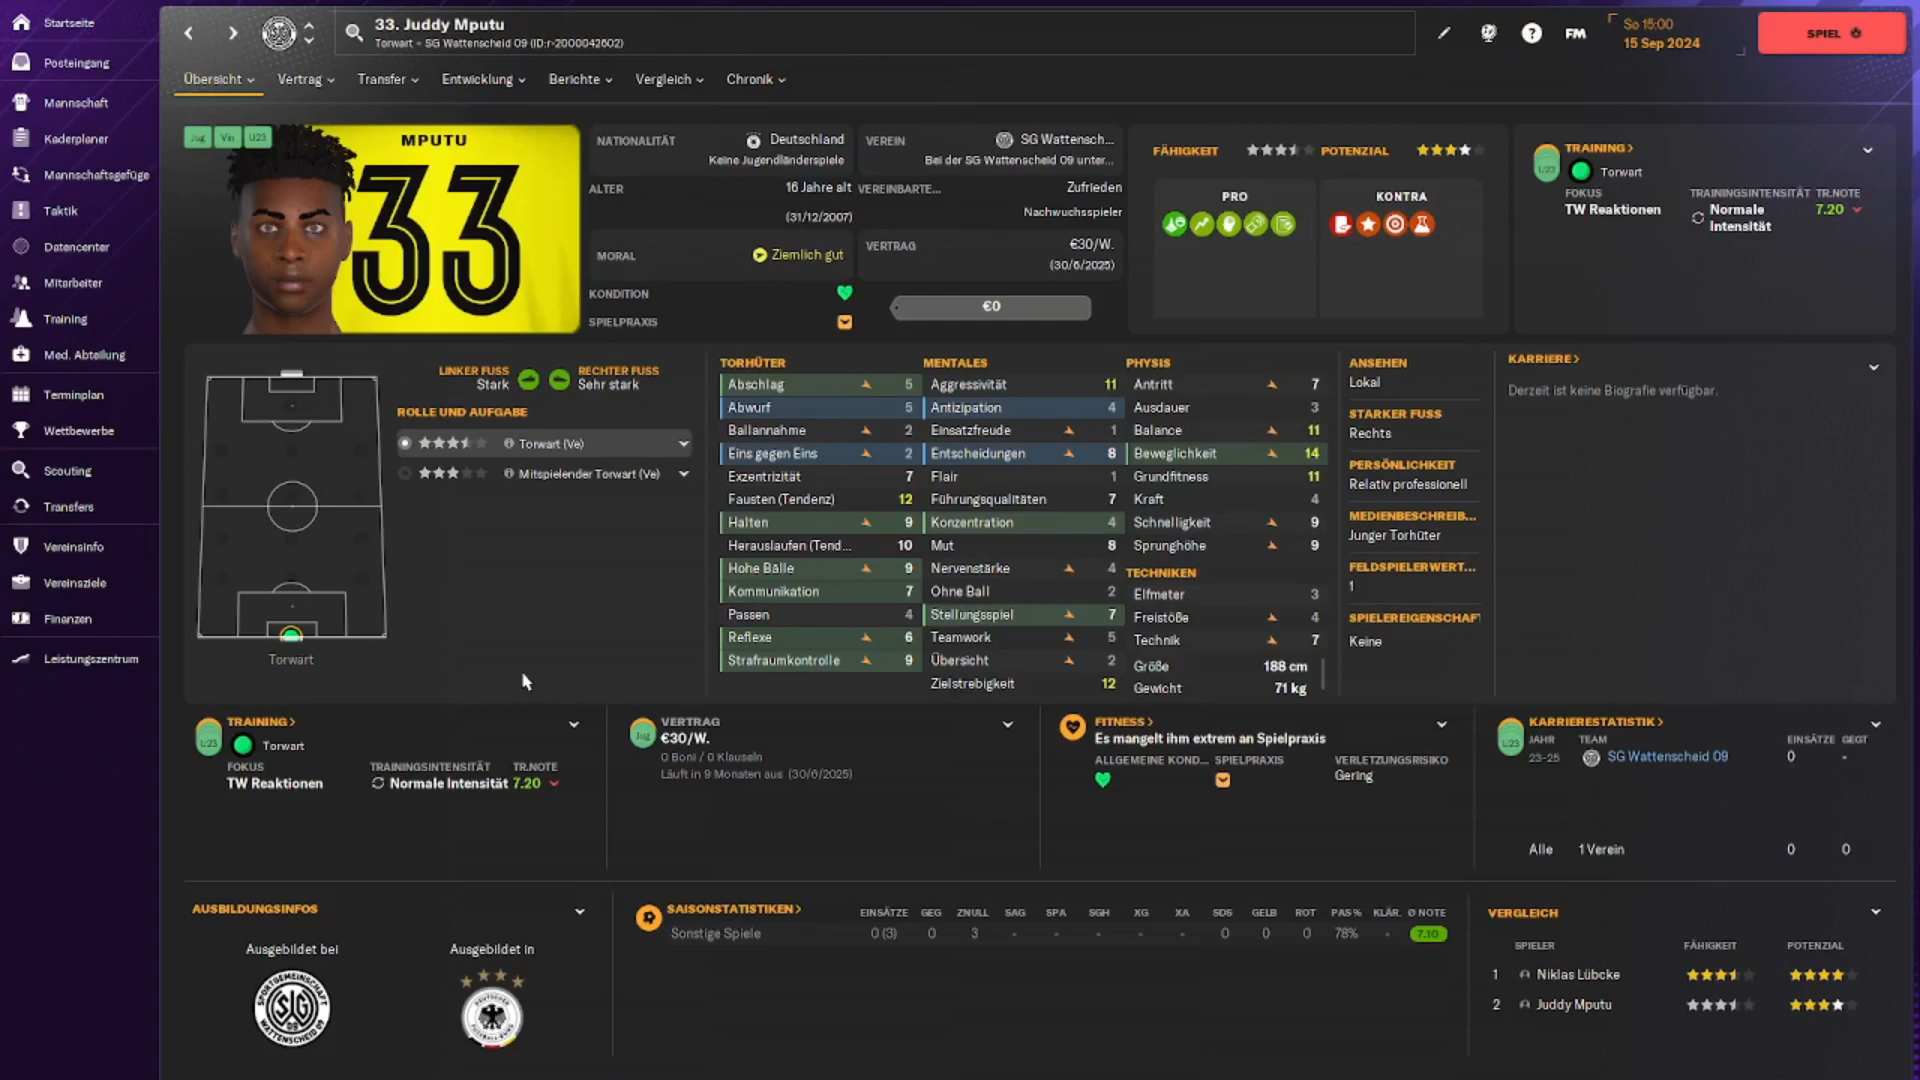 Startseite
Posteingang
Mannschaft
Kaderplaner
Mannschaftsgefüge
Taktik
Datencenter
Mitarbeiter
Training
Med. Abteilung
Terminplan
Wettbewerbe
Scouting
Transfers
Vereinsinfo
Vereinsziele
Finanzen
Leistungszentrum
33. Juddy Mputu
Torwart - SG Wattenscheid 09 (ID:r-2000042602)
FM
So 15:00
15 Sep 2024
SPIEL
Übersicht
Vertrag
Transfer
Entwicklung
Berichte
Vergleich
Chronik
Jug
Vin
U23
MPUTU
33
NATIONALITÄT
Deutschland
Keine Jugendländerspiele
ALTER
16 Jahre alt
(31/12/2007)
MORAL
Ziemlich gut
KONDITION
SPIELPRAXIS
VEREIN
SG Wattensch...
Bei der SG Wattenscheid 09 unter...
VEREINBARTE...
Zufrieden
Nachwuchsspieler
VERTRAG
€30/W.
(30/6/2025)
€0
FÄHIGKEIT
POTENZIAL
PRO
KONTRA
U23
TRAINING>
Torwart
FOKUS
TW Reaktionen
TRAININGSINTENSITÄT
Normale
Intensität
TR.NOTE
7.20
LINKER FUSS
Stark
RECHTER FUSS
Sehr stark
ROLLE UND AUFGABE
Torwart (Ve)
Mitspielender Torwart (Ve)
Torwart
TORHÜTER
Abschlag 5
Abwurf 5
Ballannahme 2
Eins gegen Eins 2
Exzentrizität 7
Fausten (Tendenz) 12
Halten 9
Herauslaufen (Tend... 10
Hohe Bälle 9
Kommunikation 7
Passen 4
Reflexe 6
Strafraumkontrolle 9
MENTALES
Aggressivität 11
Antizipation 4
Einsatzfreude 1
Entscheidungen 8
Flair 1
Führungsqualitäten 7
Konzentration 4
Mut 8
Nervenstärke 4
Ohne Ball 2
Stellungsspiel 7
Teamwork 5
Übersicht 2
Zielstrebigkeit 12
PHYSIS
Antritt 7
Ausdauer 3
Balance 11
Beweglichkeit 14
Grundfitness 11
Kraft 4
Schnelligkeit 9
Sprunghöhe 9
TECHNIKEN
Elfmeter 3
Freistöße 4
Technik 7
Größe 188 cm
Gewicht 71 kg
ANSEHEN
Lokal
STARKER FUSS
Rechts
PERSÖNLICHKEIT
Relativ professionell
MEDIENBESCHREIB...
Junger Torhüter
FELDSPIELERWERT...
1
SPIELEREIGENSCHAF
Keine
KARRIERE>
Derzeit ist keine Biografie verfügbar.
U23
TRAINING>
Torwart
FOKUS
TW Reaktionen
TRAININGSINTENSITÄT
Normale Intensität
TR.NOTE
7.20
Jug
VERTRAG
€30/W.
0 Boni / 0 Klauseln
Läuft in 9 Monaten aus (30/6/2025)
FITNESS>
Es mangelt ihm extrem an Spielpraxis
ALLGEMEINE KOND...
SPIELPRAXIS
VERLETZUNGSRISIKO
Gering
U23
KARRIERESTATISTIK>
JAHR TEAM EINSÄTZE GEGT
23-25 SG Wattenscheid 09 0 -
Alle 1 Verein 0 0
AUSBILDUNGSINFOS
Ausgebildet bei
Ausgebildet in
SPORTGEMEINSCHAFT
WATTENSCHEID
SAISONSTATISTIKEN>
EINSÄTZE GEG ZNULL SAG SPA SGH XG XA SDS GELB ROT PAS% KLÄR. Ø NOTE
Sonstige Spiele 0 (3) 0 3 - - - - - 0 0 0 78% - 7.10
VERGLEICH
SPIELER FÄHIGKEIT POTENZIAL
1 Niklas Lübcke
2 Juddy Mputu